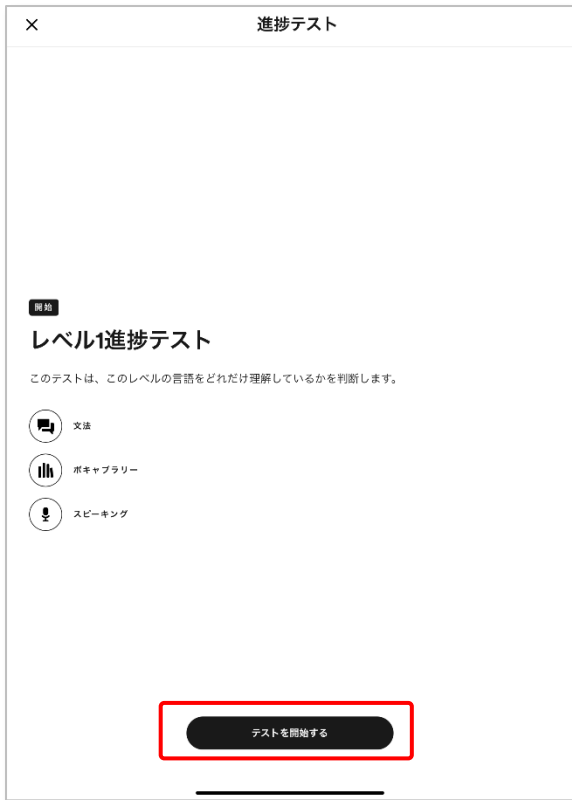 進捗テスト
開始
レベル1進捗テスト
このテストは、このレベルの言語をどれだけ理解しているかを判断します。
文法
ボキャブラリー
スピーキング
テストを開始する